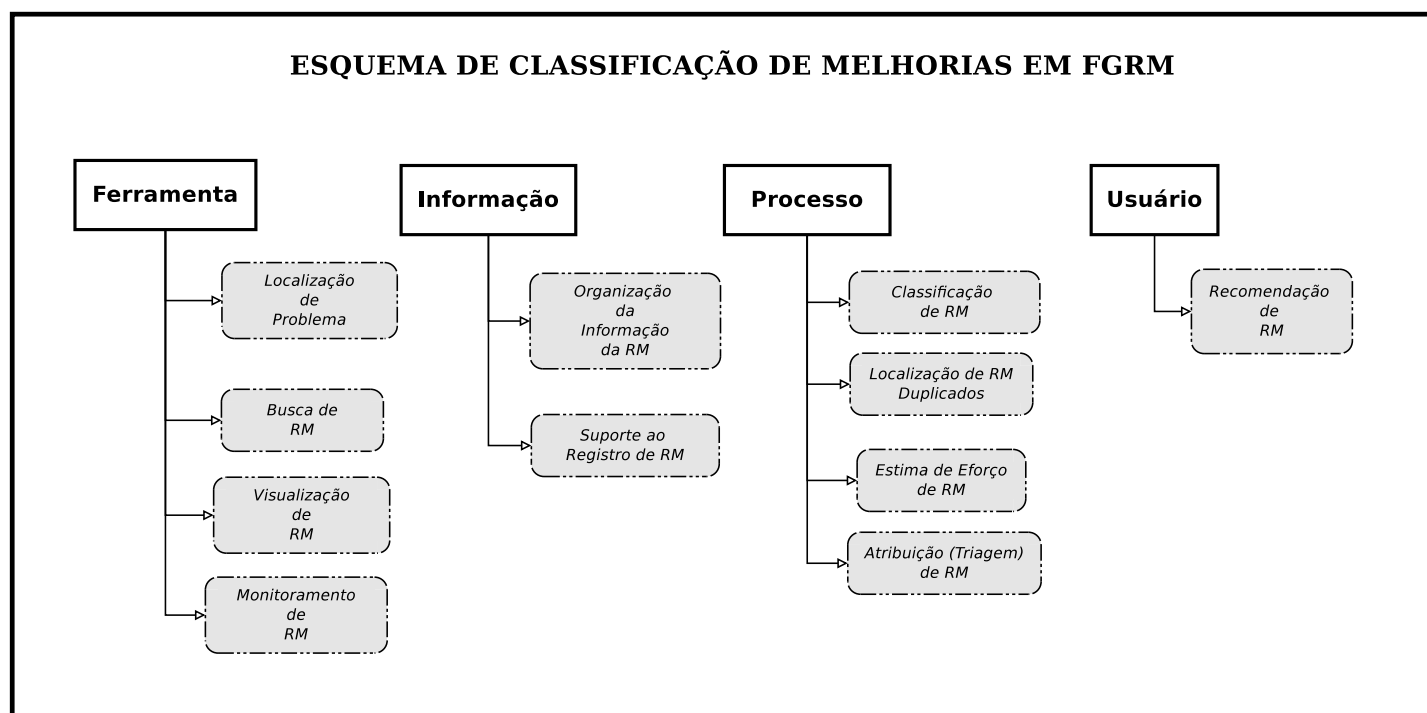 ESQUEMA DE CLASSIFICAÇÃO DE MELHORIAS EM FGRM
Ferramenta
Localização
de
Problema
Busca de
RM
Visualização
de
RM
Monitoramento
de
RM
Informação
Organização
da
Informação
da RM
Suporte ao
Registro de RM
Processo
Classificação
de RM
Localização de RM
Duplicados
Estima de Eforço
de RM
Atribuição (Triagem)
de RM
Usuário
Recomendação
de
RM